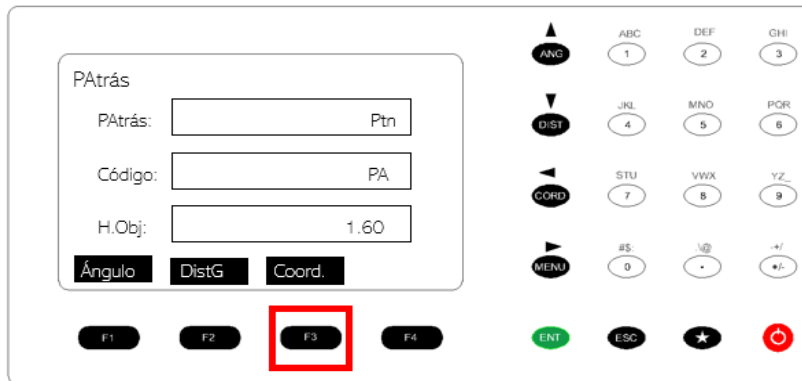 PAtrás
PAtrás: Ptn
Código: PA
H.Obj: 1.60
Ángulo DistG Coord.
F1 F2 F3 F4
ABC DEF GHI
ANG 1 2 3
JKL MNO PQR
DIST 4 5 6
STU VWX YZ_
CORD 7 8 9
#$: .\@ -+/
MENU 0 • •/-
ENT ESC